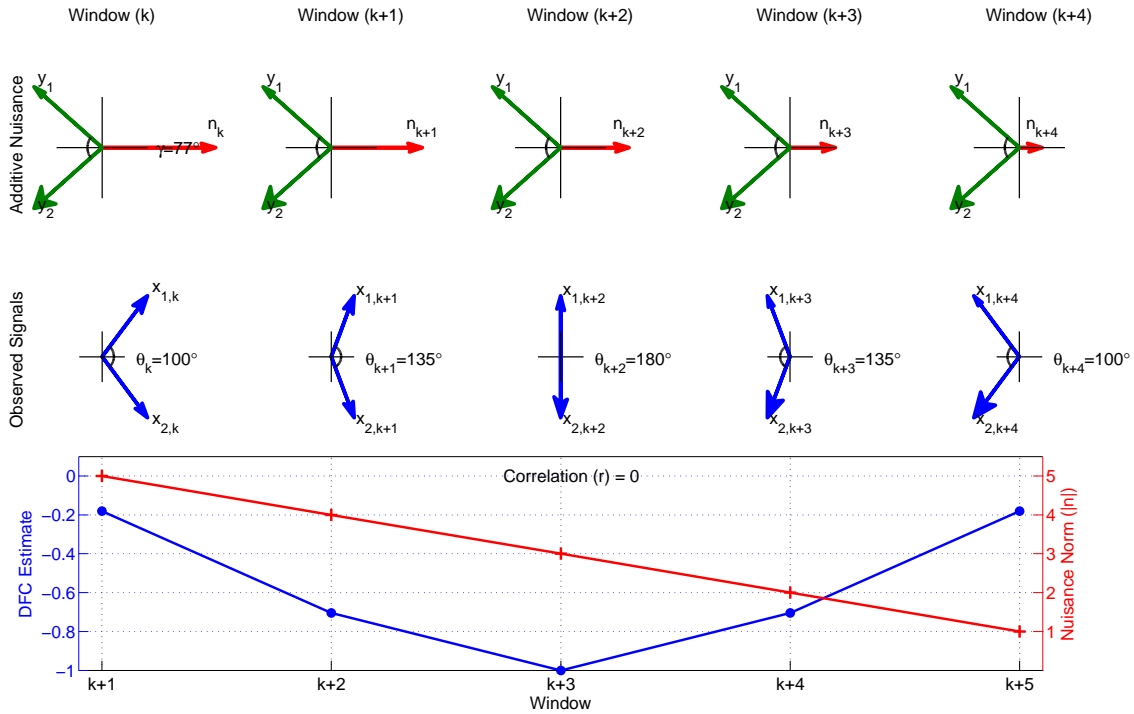 Window (k) Window (k+1) Window (k+2) Window (k+3) Window (k+4)
Additive Nuisance
y1 y1 y1 y1 y1
nk nk+1 nk+2 nk+3 nk+4
γ=77°
y2 y2 y2 y2 y2
Observed Signals
x1,k x1,k+1 x1,k+2 x1,k+3 x1,k+4
θk=100° θk+1=135° θk+2=180° θk+3=135° θk+4=100°
x2,k x2,k+1 x2,k+2 x2,k+3 x2,k+4
Correlation (r) = 0
DFC Estimate
0
−0.2
−0.4
−0.6
−0.8
−1
Nuisance Norm (|n|)
5
4
3
2
1
k+1 k+2 k+3 k+4 k+5
Window